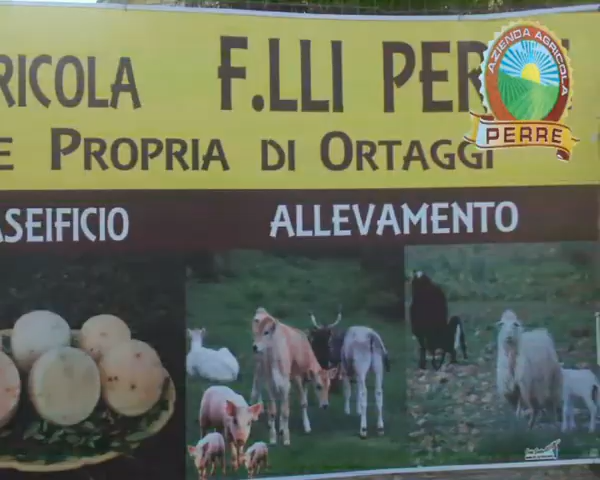 RICOLA F.LLI PER
E PROPRIA DI ORTAGGI
ASEIFICIO ALLEVAMENTO
AZIENDA AGRICOLA
PERRE